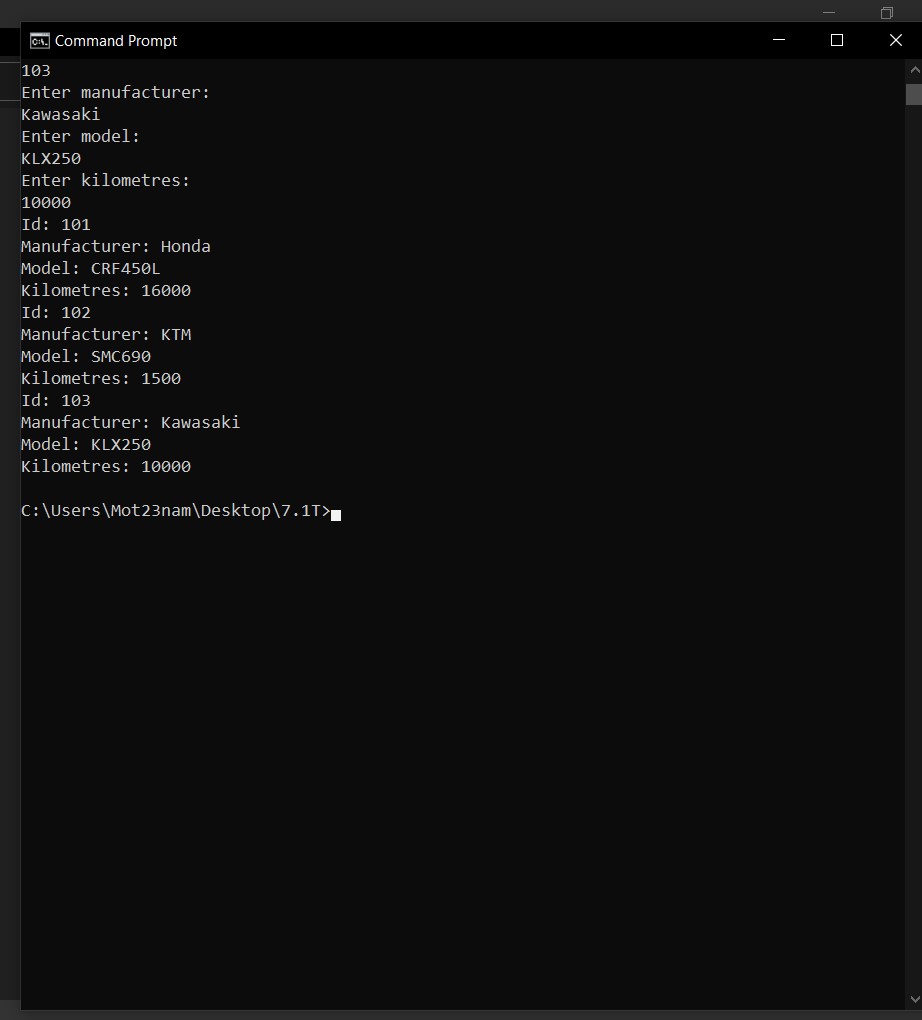 Command Prompt
103
Enter manufacturer:
Kawasaki
Enter model:
KLX250
Enter kilometres:
10000
Id: 101
Manufacturer: Honda
Model: CRF450L
Kilometres: 16000
Id: 102
Manufacturer: KTM
Model: SMC690
Kilometres: 1500
Id: 103
Manufacturer: Kawasaki
Model: KLX250
Kilometres: 10000
C:\Users\Mot23nam\Desktop\7.1T>